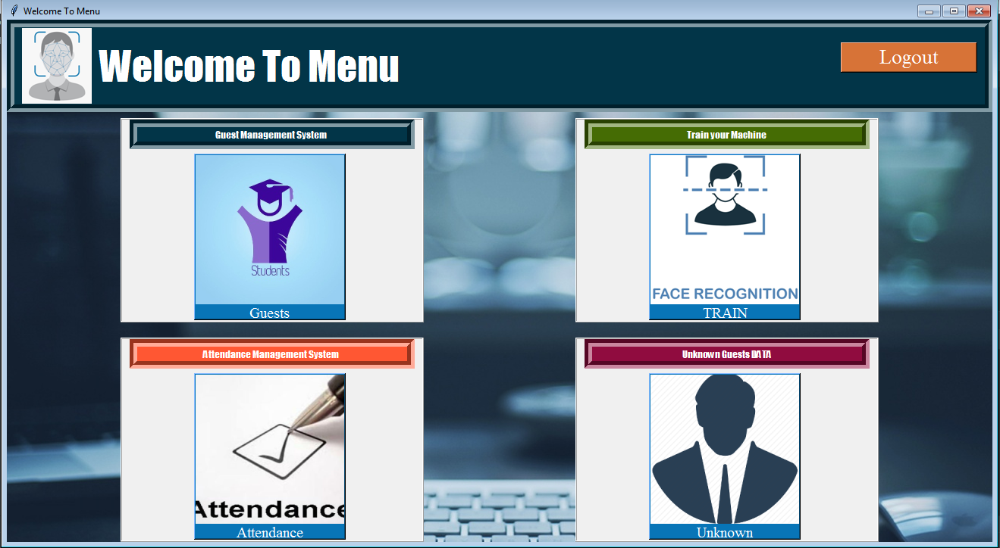 Welcome To Menu
Welcome To Menu
Logout
Guest Management System
Students
Guests
Train your Machine
FACE RECOGNITION
TRAIN
Attendance Management System
Attendance
Attendance
Unknown Guests DATA
Unknown